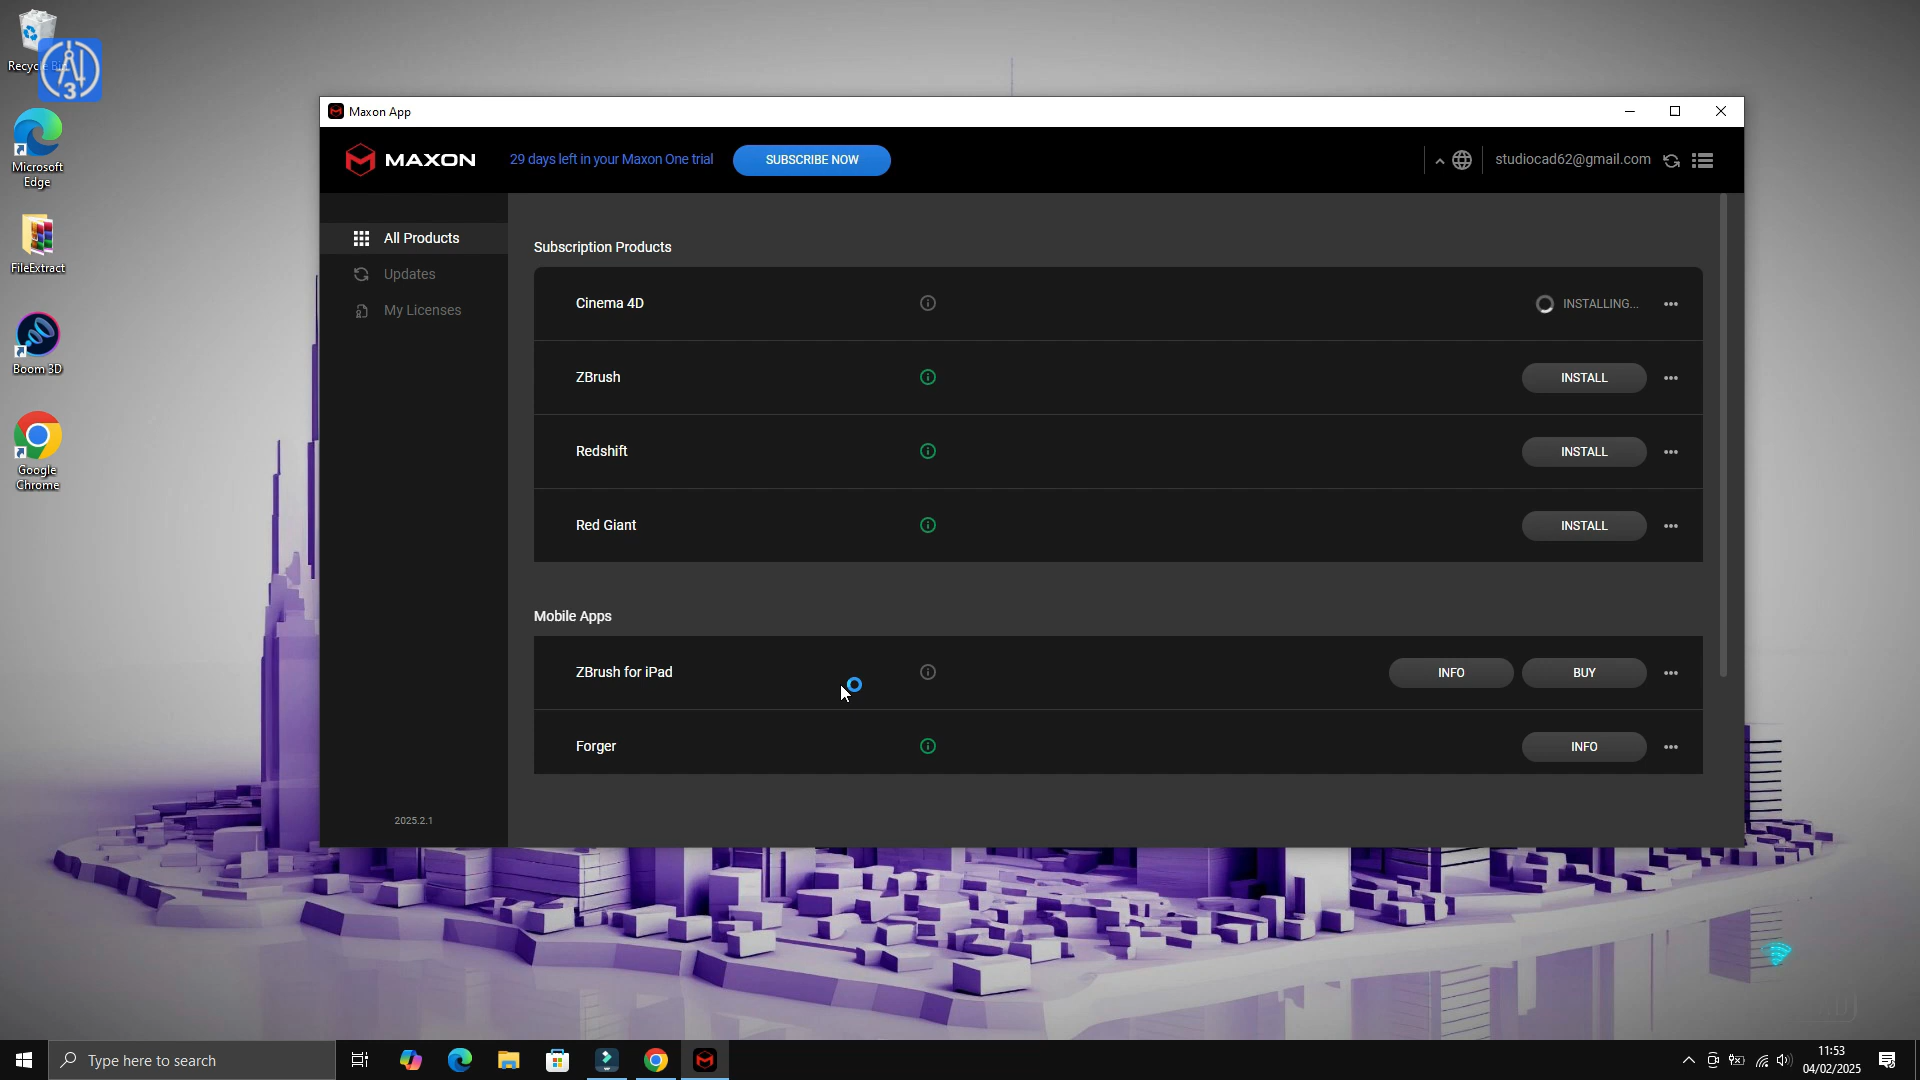 Recycle Bin
3
Microsoft
Edge
FileExtract
Boom 3D
Google
Chrome
Maxon App
MAXON
29 days left in your Maxon One trial
SUBSCRIBE NOW
studiocad62@gmail.com
All Products
Updates
My Licenses
2025.2.1
Subscription Products
Cinema 4D
INSTALLING...
ZBrush
INSTALL
Redshift
INSTALL
Red Giant
INSTALL
Mobile Apps
ZBrush for iPad
INFO
BUY
Forger
INFO
Type here to search
11:53
04/02/2025